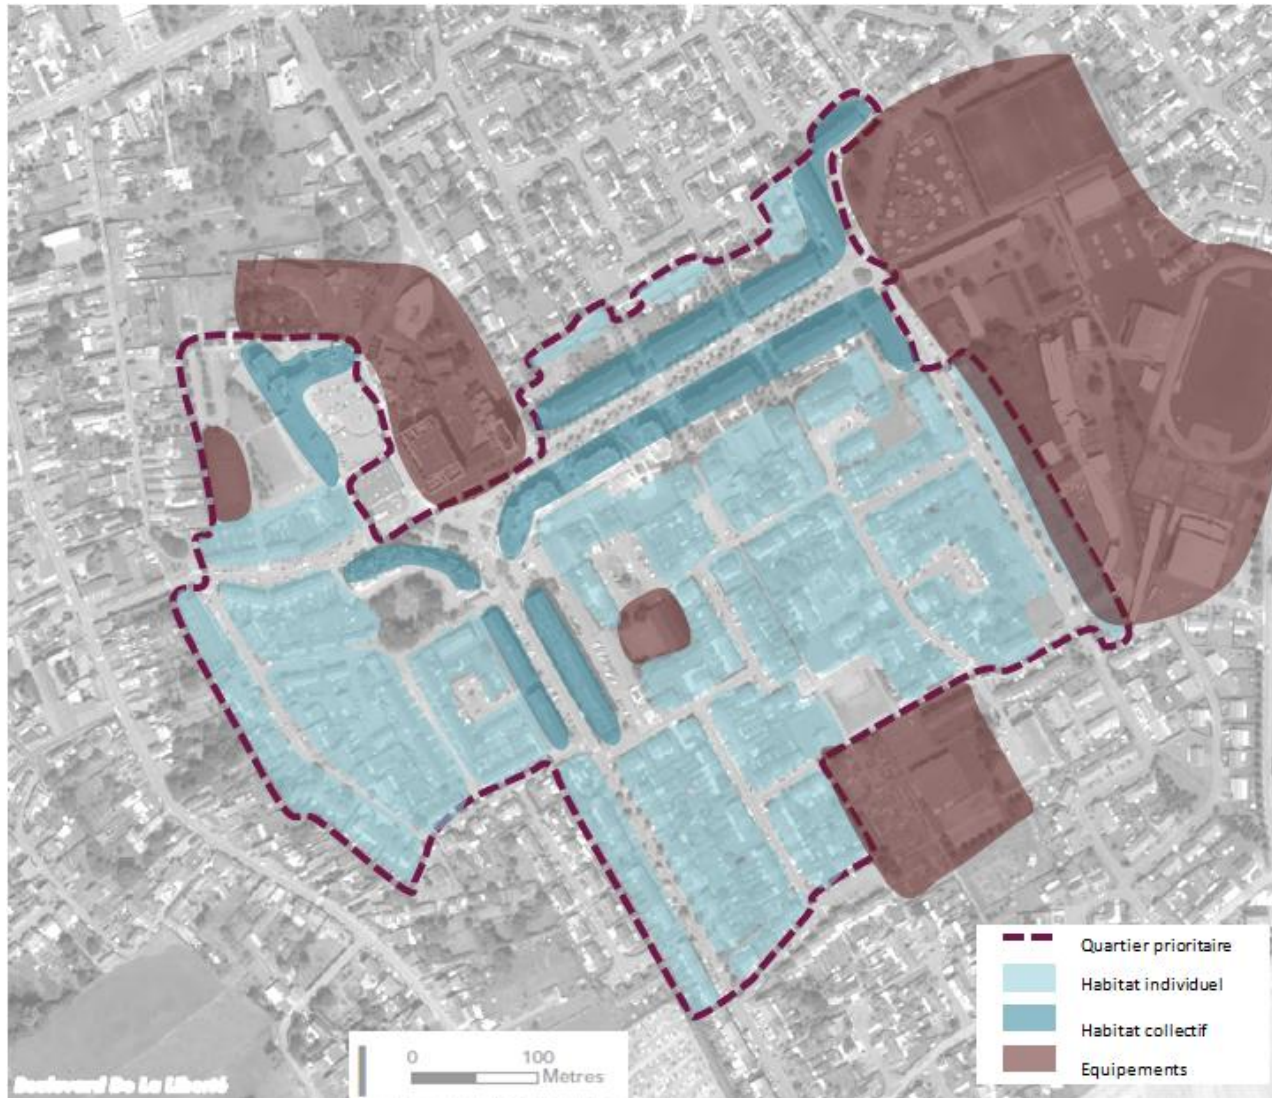 Quartier prioritaire
Habitat individuel
Habitat collectif
Equipements
0 100
Metres
Boulevard De La Liberté